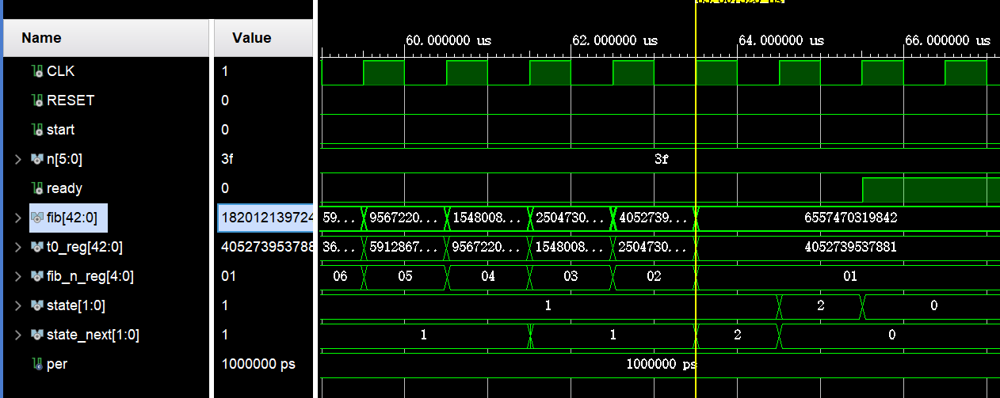 Name Value
60.000000 us 62.000000 us 64.000000 us 66.000000 us
CLK 1
RESET 0
start 0
n[5:0] 3f 3f
ready 0
fib[42:0] 182012139724 59... 9567220... 1548008... 2504730... 4052739... 6557470319842
t0_reg[42:0] 4052739537881 36... 5912867... 9567220... 1548008... 2504730... 4052739537881
fib_n_reg[4:0] 01 06 05 04 03 02 01
state[1:0] 1 1 2 0
state_next[1:0] 1 1 1 2 0
per 1000000 ps 1000000 ps